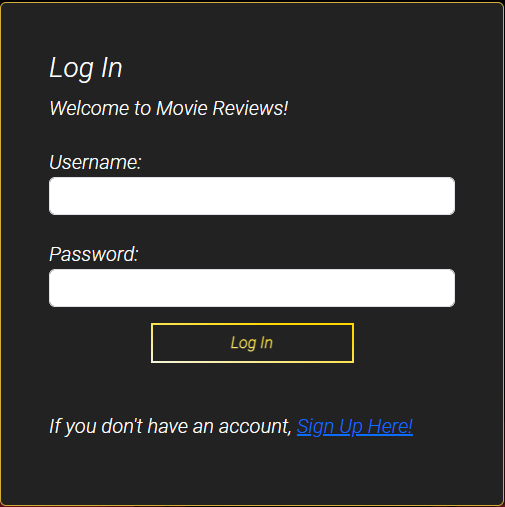 Log In
Welcome to Movie Reviews!
Username:
Password:
Log In
If you don't have an account, Sign Up Here!